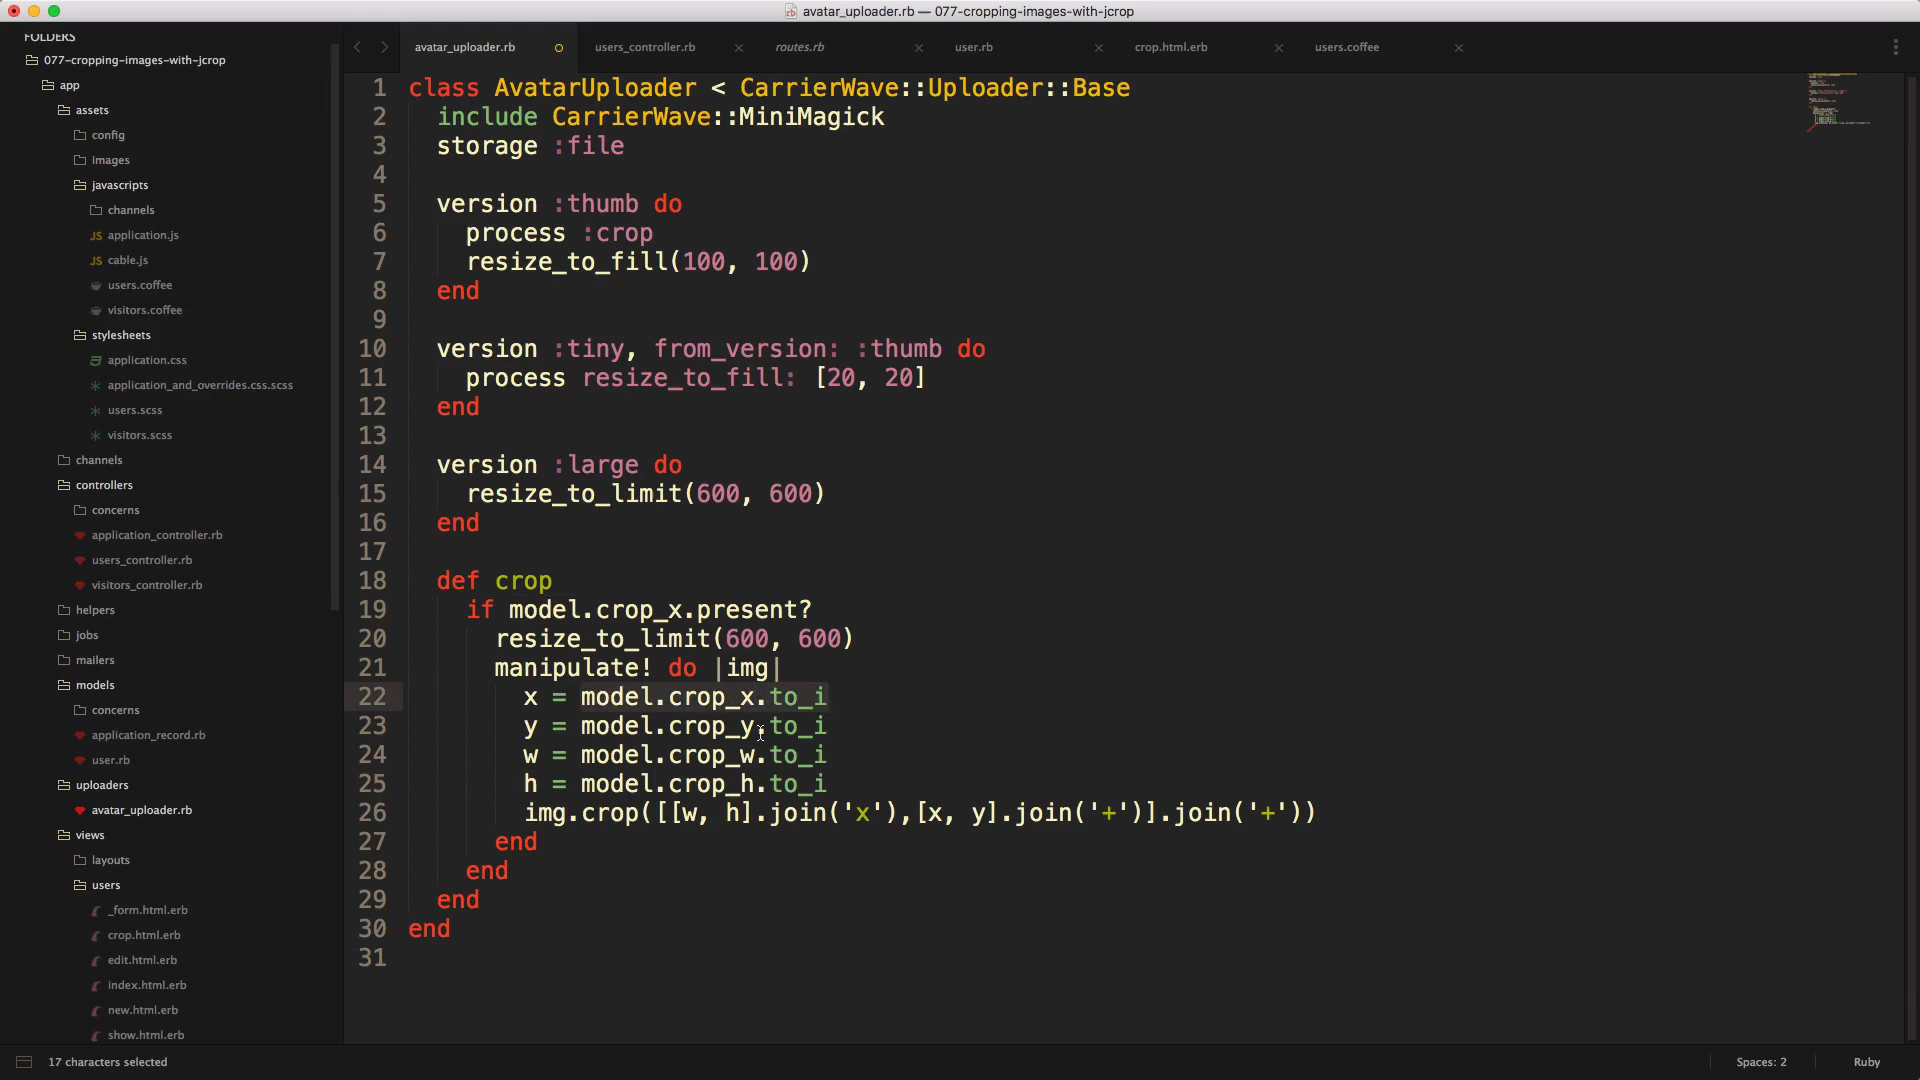 avatar_uploader.rb — 077-cropping-images-with-jcrop
FOLDERS
077-cropping-images-with-jcrop
app
assets
config
images
javascripts
channels
application.js
cable.js
users.coffee
visitors.coffee
stylesheets
application.css
application_and_overrides.css.scss
users.scss
visitors.scss
channels
controllers
concerns
application_controller.rb
users_controller.rb
visitors_controller.rb
helpers
jobs
mailers
models
concerns
application_record.rb
user.rb
uploaders
avatar_uploader.rb
views
layouts
users
_form.html.erb
crop.html.erb
edit.html.erb
index.html.erb
new.html.erb
show.html.erb
avatar_uploader.rb users_controller.rb routes.rb user.rb crop.html.erb users.coffee
1 class AvatarUploader < CarrierWave::Uploader::Base
2 include CarrierWave::MiniMagick
3 storage :file
4
5 version :thumb do
6 process :crop
7 resize_to_fill(100, 100)
8 end
9
10 version :tiny, from_version: :thumb do
11 process resize_to_fill: [20, 20]
12 end
13
14 version :large do
15 resize_to_limit(600, 600)
16 end
17
18 def crop
19 if model.crop_x.present?
20 resize_to_limit(600, 600)
21 manipulate! do |img|
22 x = model.crop_x.to_i
23 y = model.crop_y.to_i
24 w = model.crop_w.to_i
25 h = model.crop_h.to_i
26 img.crop([[w, h].join('x'),[x, y].join('+')].join('+'))
27 end
28 end
29 end
30 end
31
17 characters selected
Spaces: 2
Ruby